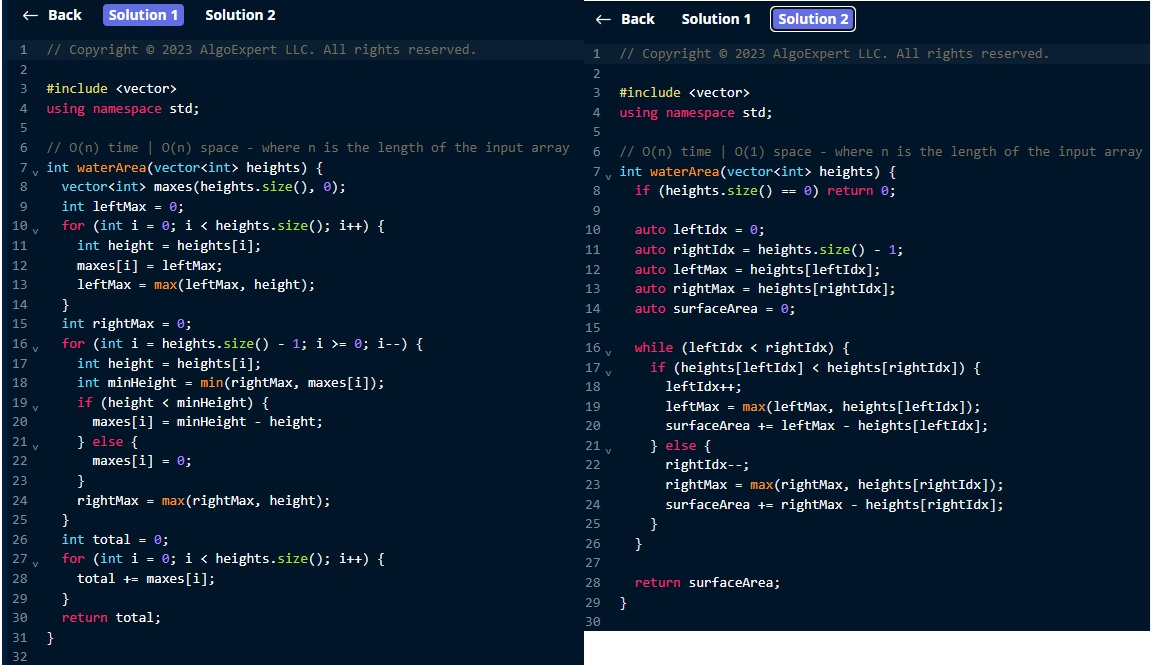 ← Back Solution 1 Solution 2
1 // Copyright © 2023 AlgoExpert LLC. All rights reserved.
2
3 #include <vector>
4 using namespace std;
5
6 // O(n) time | O(n) space - where n is the length of the input array
7 int waterArea(vector<int> heights) {
8   vector<int> maxes(heights.size(), 0);
9   int leftMax = 0;
10   for (int i = 0; i < heights.size(); i++) {
11     int height = heights[i];
12     maxes[i] = leftMax;
13     leftMax = max(leftMax, height);
14   }
15   int rightMax = 0;
16   for (int i = heights.size() - 1; i >= 0; i--) {
17     int height = heights[i];
18     int minHeight = min(rightMax, maxes[i]);
19     if (height < minHeight) {
20       maxes[i] = minHeight - height;
21     } else {
22       maxes[i] = 0;
23     }
24     rightMax = max(rightMax, height);
25   }
26   int total = 0;
27   for (int i = 0; i < heights.size(); i++) {
28     total += maxes[i];
29   }
30   return total;
31 }
32
← Back Solution 1 Solution 2
1 // Copyright © 2023 AlgoExpert LLC. All rights reserved.
2
3 #include <vector>
4 using namespace std;
5
6 // O(n) time | O(1) space - where n is the length of the input array
7 int waterArea(vector<int> heights) {
8   if (heights.size() == 0) return 0;
9
10   auto leftIdx = 0;
11   auto rightIdx = heights.size() - 1;
12   auto leftMax = heights[leftIdx];
13   auto rightMax = heights[rightIdx];
14   auto surfaceArea = 0;
15
16   while (leftIdx < rightIdx) {
17     if (heights[leftIdx] < heights[rightIdx]) {
18       leftIdx++;
19       leftMax = max(leftMax, heights[leftIdx]);
20       surfaceArea += leftMax - heights[leftIdx];
21     } else {
22       rightIdx--;
23       rightMax = max(rightMax, heights[rightIdx]);
24       surfaceArea += rightMax - heights[rightIdx];
25     }
26   }
27
28   return surfaceArea;
29 }
30